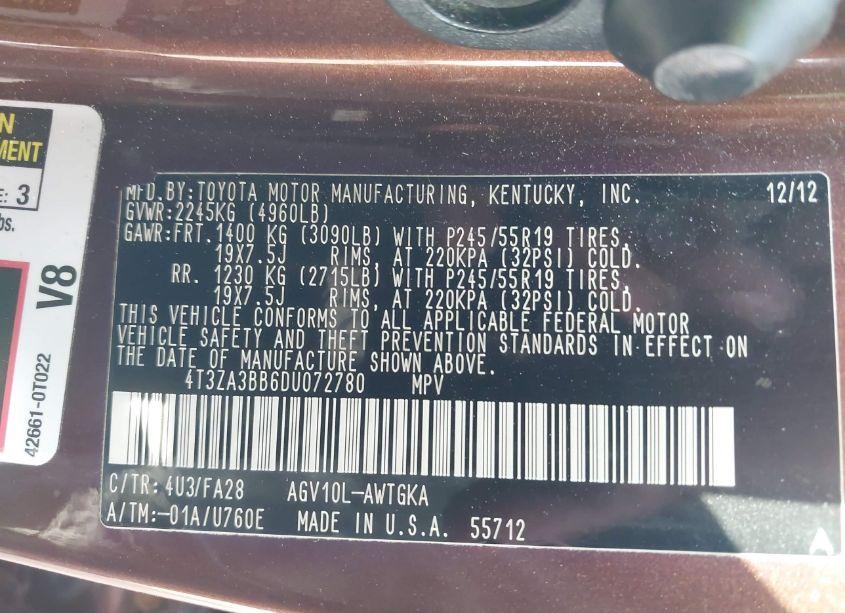 N
MENT
E: 3
bs.
V8
42661-0T022
MFD.BY:TOYOTA MOTOR MANUFACTURING, KENTUCKY, INC. 12/12
GVWR:2245KG (4960LB)
GAWR:FRT.1400 KG (3090LB) WITH P245/55R19 TIRES,
19X7.5J RIMS, AT 220KPA (32PSI) COLD.
RR. 1230 KG (2715LB) WITH P245/55R19 TIRES,
19X7.5J RIMS, AT 220KPA (32PSI) COLD.
THIS VEHICLE CONFORMS TO ALL APPLICABLE FEDERAL MOTOR
VEHICLE SAFETY AND THEFT PREVENTION STANDARDS IN EFFECT ON
THE DATE OF MANUFACTURE SHOWN ABOVE.
4T3ZA3BB6DU072780 MPV
C/TR: 4U3/FA28 AGV10L-AWTGKA
A/TM:-01A/U760E MADE IN U.S.A. 55712